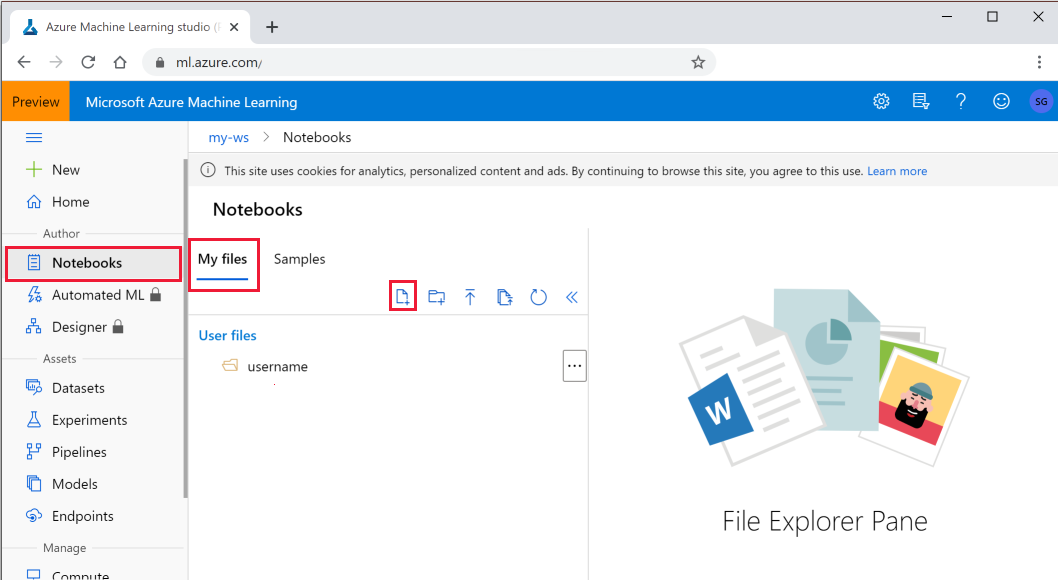 Azure Machine Learning studio (
ml.azure.com/
Preview
Microsoft Azure Machine Learning
SG
my-ws > Notebooks
This site uses cookies for analytics, personalized content and ads. By continuing to browse this site, you agree to this use. Learn more
New
Home
Author
Notebooks
Automated ML
Designer
Assets
Datasets
Experiments
Pipelines
Models
Endpoints
Manage
Compute
Notebooks
My files
Samples
User files
username
...
W
File Explorer Pane